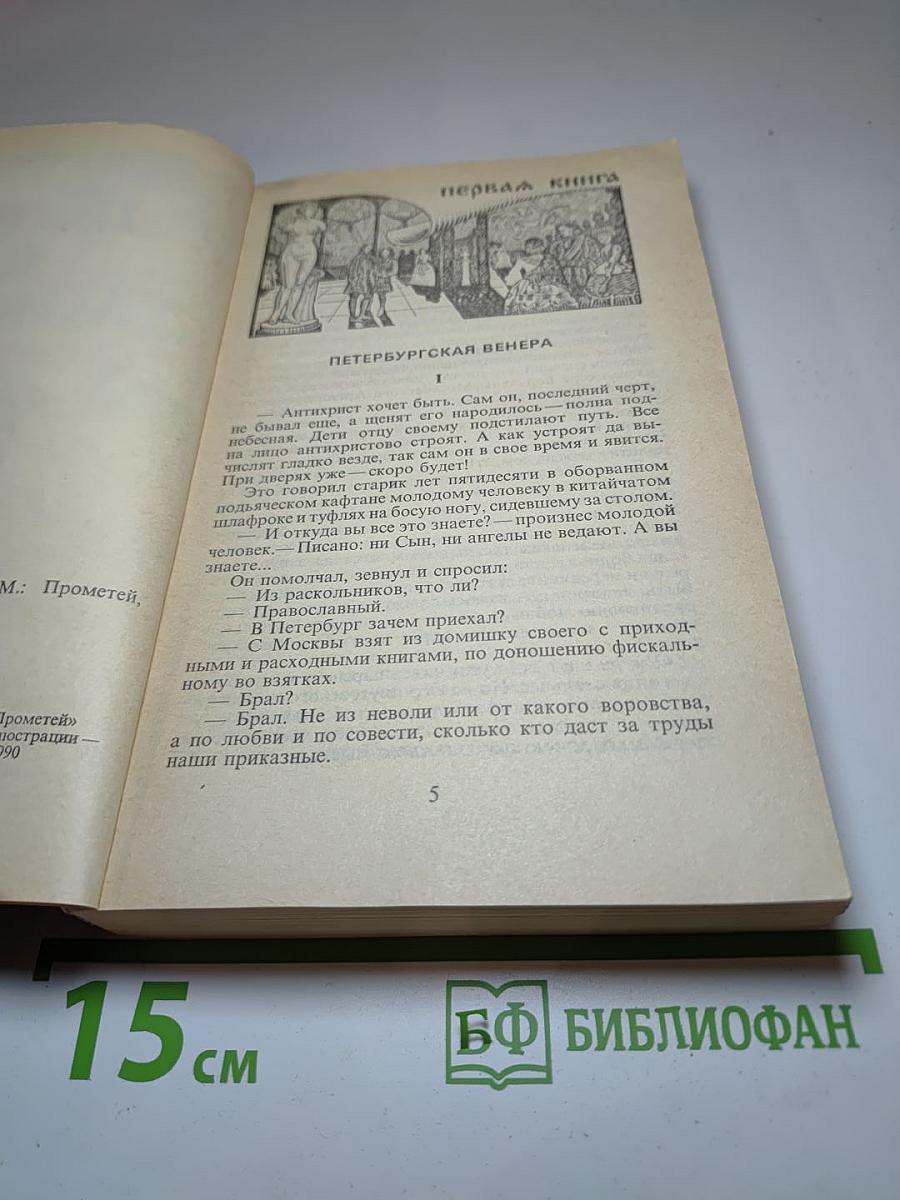 М.: Прометей,
Прометей»
люстрации —
990
первая книга
ПЕТЕРБУРГСКАЯ ВЕНЕРА
I
— Антихрист хочет быть. Сам он, последний черт,
не бывал еще, а щенят его народилось — полна под-
небесная. Дети отцу своему подстилают путь. Все
на лицо антихристово строят. А как устроят да вы-
числят гладко везде, так сам он в свое время и явится.
При дверях уже — скоро будет!
Это говорил старик лет пятидесяти в оборванном
подьяческом кафтане молодому человеку в китайчатом
шлафроке и туфлях на босую ногу, сидевшему за столом.
— И откуда вы все это знаете? — произнес молодой
человек.— Писано: ни Сын, ни ангелы не ведают. А вы
знаете...
Он помолчал, зевнул и спросил:
— Из раскольников, что ли?
— Православный.
— В Петербург зачем приехал?
— С Москвы взят из домишку своего с приход-
ными и расходными книгами, по доношению фискаль-
ному во взятках.
— Брал?
— Брал. Не из неволи или от какого воровства,
а по любви и по совести, сколько кто даст за труды
наши приказные.
5
15 см
БФ БИБЛИОФАН